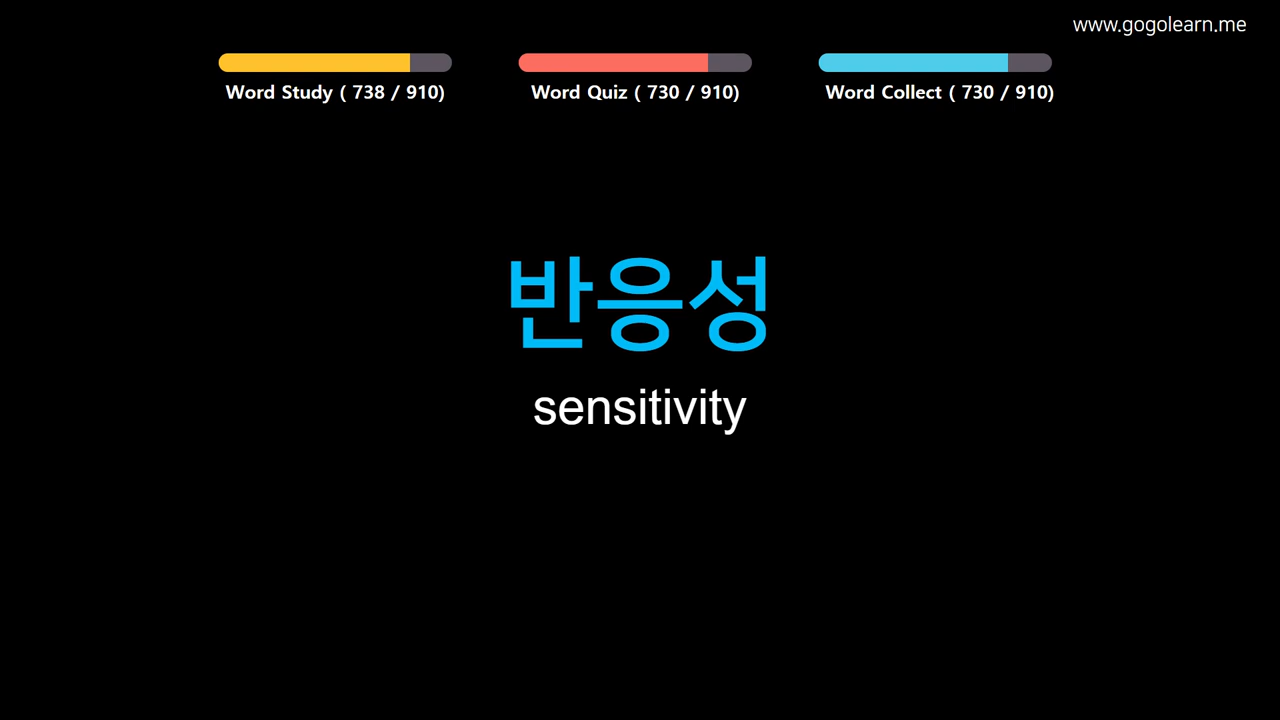 www.gogolearn.me
Word Study ( 738 / 910)
Word Quiz ( 730 / 910)
Word Collect ( 730 / 910)
반응성
sensitivity